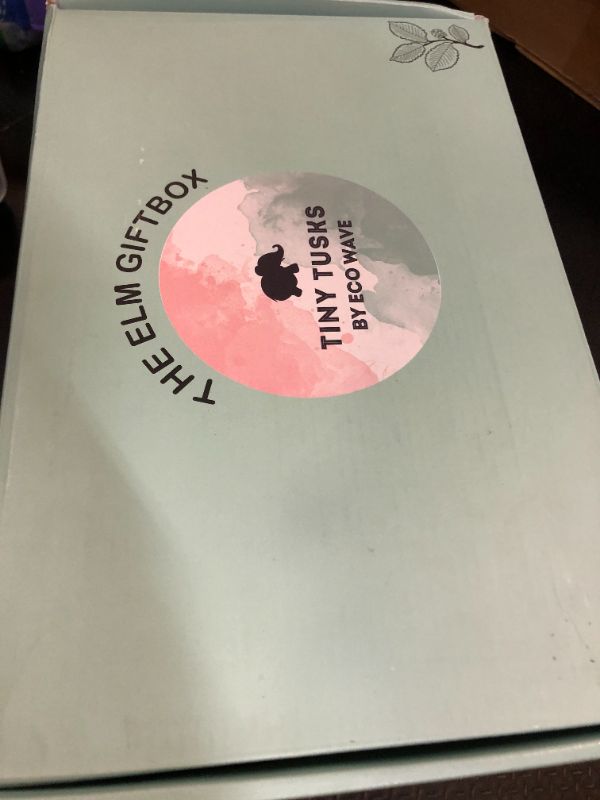 THE ELM GIFTBOX
TINY TUSKS
BY ECO WAVE